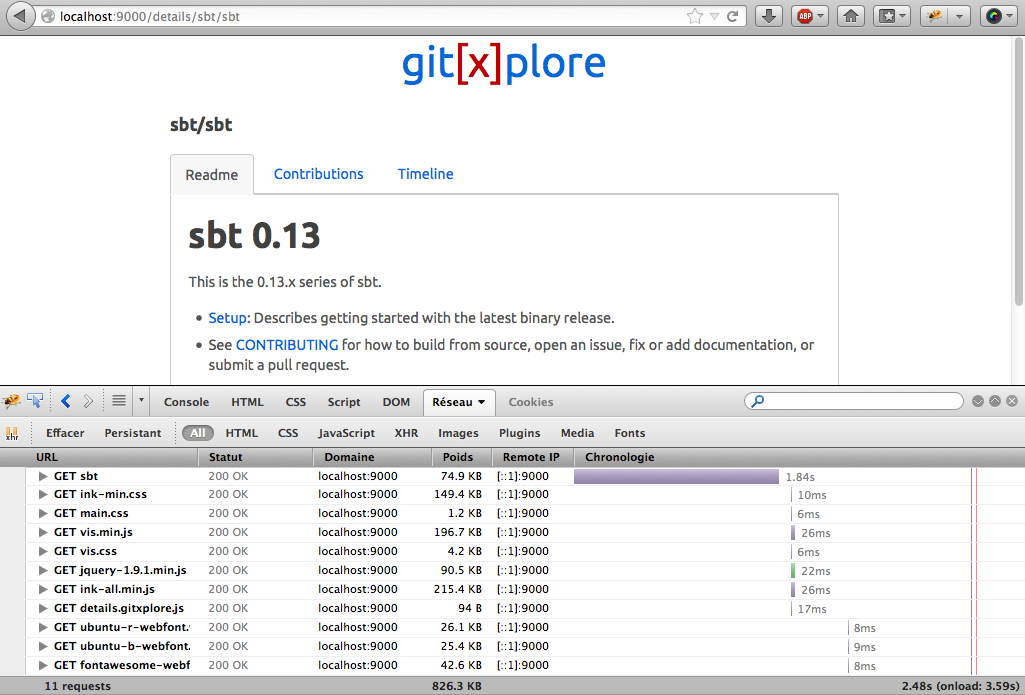 localhost:9000/details/sbt/sbt
ABP
git[x]plore
sbt/sbt
Readme Contributions Timeline
sbt 0.13
This is the 0.13.x series of sbt.
• Setup: Describes getting started with the latest binary release.
• See CONTRIBUTING for how to build from source, open an issue, fix or add documentation, or
submit a pull request.
Console HTML CSS Script DOM Réseau Cookies
xhr Effacer Persistant All HTML CSS JavaScript XHR Images Plugins Media Fonts
URL Statut Domaine Poids Remote IP Chronologie
GET sbt 200 OK localhost:9000 74.9 KB [::1]:9000 1.84s
GET ink-min.css 200 OK localhost:9000 149.4 KB [::1]:9000 10ms
GET main.css 200 OK localhost:9000 1.2 KB [::1]:9000 6ms
GET vis.min.js 200 OK localhost:9000 196.7 KB [::1]:9000 26ms
GET vis.css 200 OK localhost:9000 4.2 KB [::1]:9000 6ms
GET jquery-1.9.1.min.js 200 OK localhost:9000 90.5 KB [::1]:9000 22ms
GET ink-all.min.js 200 OK localhost:9000 215.4 KB [::1]:9000 26ms
GET details.gitxplore.js 200 OK localhost:9000 94 B [::1]:9000 17ms
GET ubuntu-r-webfont. 200 OK localhost:9000 26.1 KB [::1]:9000 8ms
GET ubuntu-b-webfont. 200 OK localhost:9000 25.4 KB [::1]:9000 9ms
GET fontawesome-webf 200 OK localhost:9000 42.6 KB [::1]:9000 8ms
11 requests 826.3 KB 2.48s (onload: 3.59s)